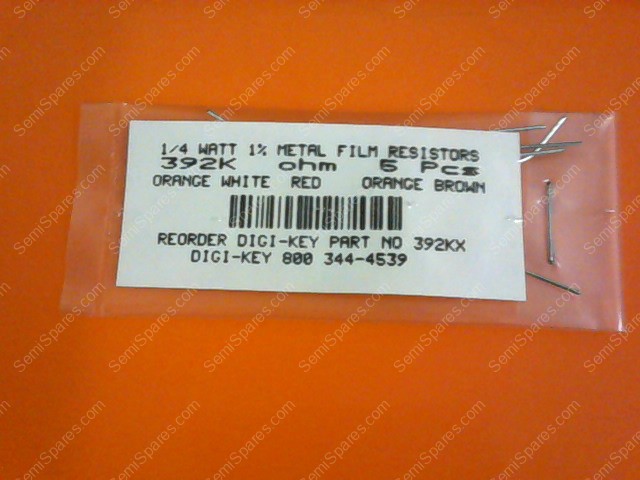 1/4 WATT 1% METAL FILM RESISTORS
392K ohm 5 Pcs
ORANGE WHITE RED ORANGE BROWN
REORDER DIGI-KEY PART NO 392KX
DIGI-KEY 800 344-4539
SemiSpares.com